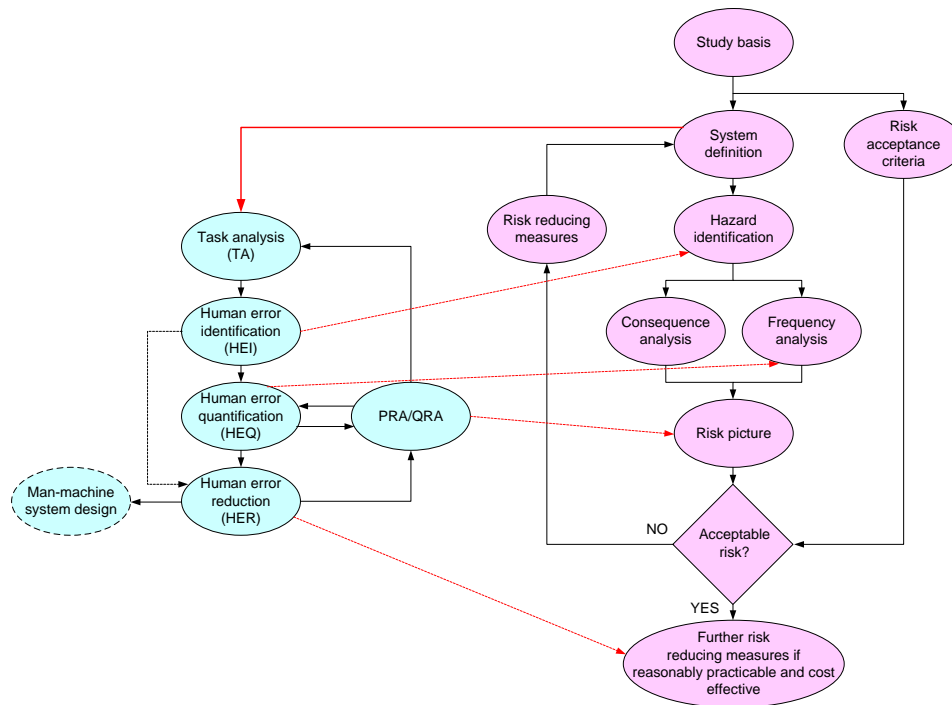 Study basis
System
definition
Risk
acceptance
criteria
Risk reducing
measures
Hazard
identification
Task analysis
(TA)
Human error
identification
(HEI)
Consequence
analysis
Frequency
analysis
Human error
quantification
(HEQ)
PRA/QRA
Risk picture
Man-machine
system design
Human error
reduction
(HER)
NO
Acceptable
risk?
YES
Further risk
reducing measures if
reasonably practicable and cost
effective